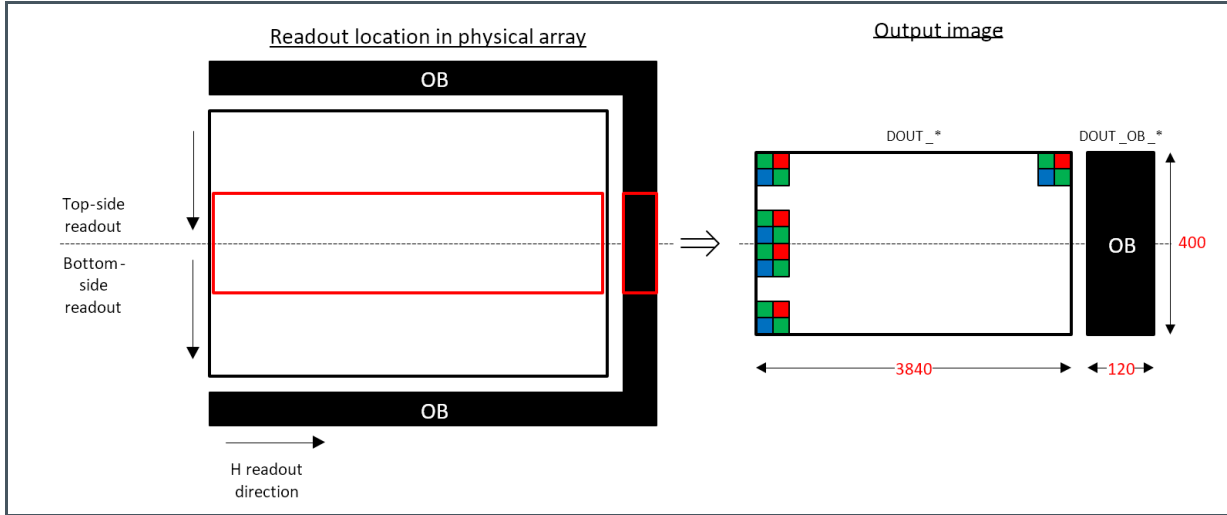 Readout location in physical array
Output image
OB
DOUT_*
DOUT_OB_*
Top-side
readout
Bottom-
side
readout
OB
400
3840
120
OB
H readout
direction